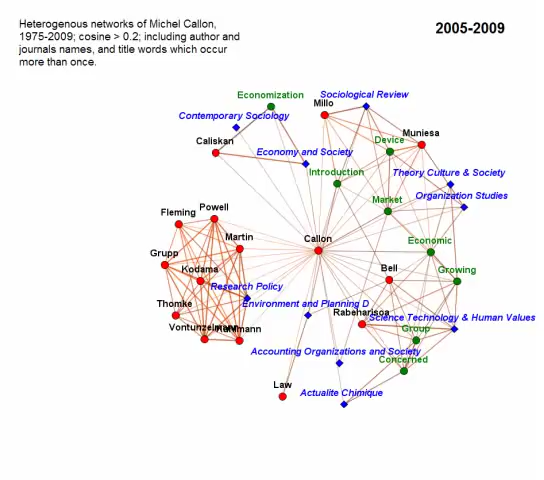 Heterogenous networks of Michel Callon,
1975-2009; cosine > 0.2; including author and
journals names, and title words which occur
more than once.
2005-2009
Economization
Sociological Review
Millo
Contemporary Sociology
Muniesa
Caliskan
Device
Economy and Society
Introduction
Theory Culture & Society
Organization Studies
Market
Fleming
Powell
Martin
Callon
Economic
Grupp
Kodama
Bell
Growing
Research Policy
Environment and Planning D
Thomke
Rabeharisoa
Science Technology & Human Values
Vontunzelmann
Group
Accounting Organizations and Society
Concerned
Law
Actualite Chimique